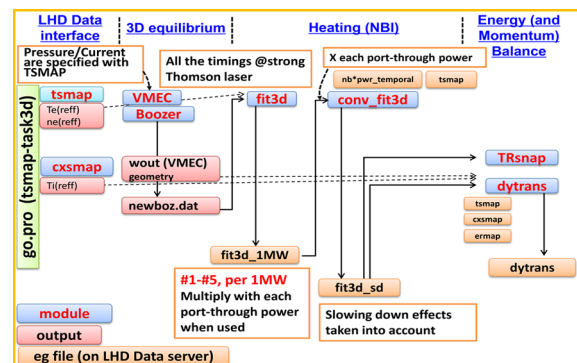 LHD Data
interface
3D equilibrium
Heating (NBI)
Energy (and
Momentum)
Balance
Pressure/Current
are specified with
TSMAP
All the timings @strong
Thomson laser
X each port-through power
nb*pwr_temporal
tsmap
go.pro (tsmap-task3d)
tsmap
Te(reff)
ne(reff)
VMEC
Boozer
fit3d
conv_fit3d
cxsmap
Ti(reff)
wout (VMEC)
geometry
newboz.dat
TRsnap
dytrans
tsmap
cxsmap
ermap
fit3d_1MW
#1-#5, per 1MW
Multiply with each
port-through power
when used
fit3d_sd
Slowing down effects
taken into account
dytrans
module
output
eg file (on LHD Data server)